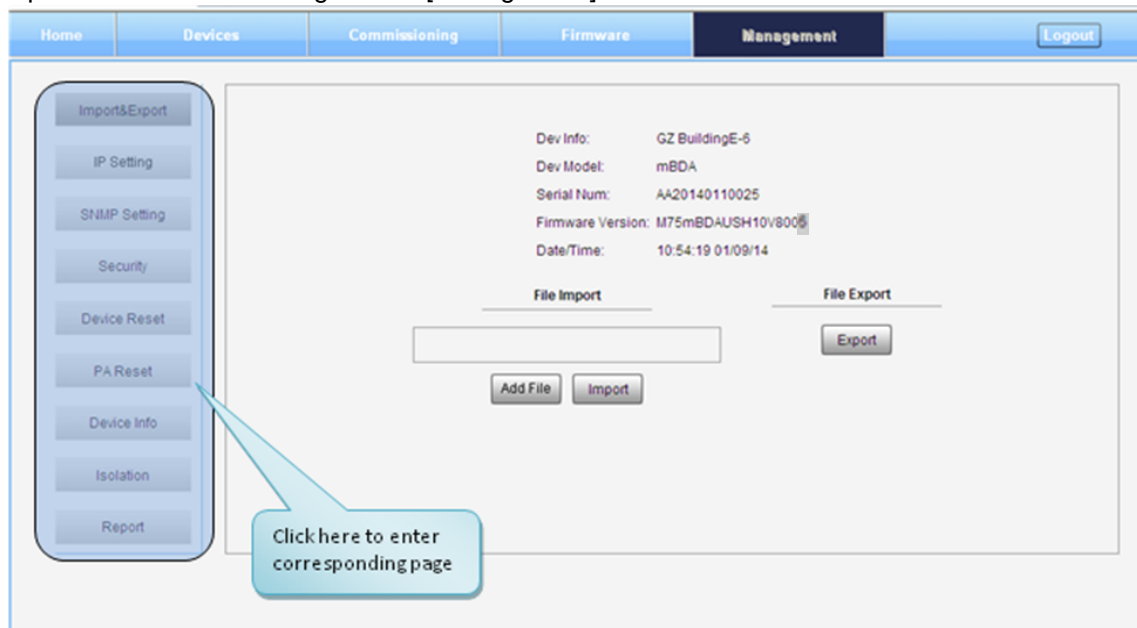 Home Devices Commissioning Firmware Management Logout
Import&Export
IP Setting
SNMP Setting
Security
Device Reset
PA Reset
Device Info
Isolation
Report
Dev Info: GZ BuildingE-6
Dev Model: mBDA
Serial Num: AA20140110025
Firmware Version: M75mBDAUSH10V8006
Date/Time: 10:54:19 01/09/14
File Import
Add File Import
File Export
Export
Click here to enter
corresponding page